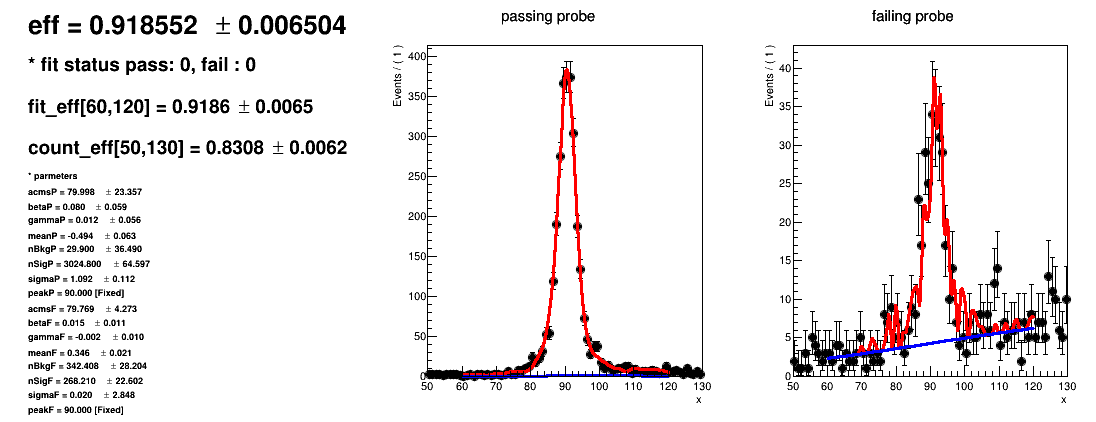 eff = 0.918552 ± 0.006504
* fit status pass: 0, fail : 0
fit_eff[60,120] = 0.9186 ± 0.0065
count_eff[50,130] = 0.8308 ± 0.0062
* parmeters
acmsP = 79.998 ± 23.357
betaP = 0.080 ± 0.059
gammaP = 0.012 ± 0.056
meanP = -0.494 ± 0.063
nBkgP = 29.900 ± 36.490
nSigP = 3024.800 ± 64.597
sigmaP = 1.092 ± 0.112
peakP = 90.000 [Fixed]
acmsF = 79.769 ± 4.273
betaF = 0.015 ± 0.011
gammaF = -0.002 ± 0.010
meanF = 0.346 ± 0.021
nBkgF = 342.408 ± 28.204
nSigF = 268.210 ± 22.602
sigmaF = 0.020 ± 2.848
peakF = 90.000 [Fixed]
passing probe
Events / ( 1 )
400
350
300
250
200
150
100
50
0
50 60 70 80 90 100 110 120 130
x
failing probe
Events / ( 1 )
40
35
30
25
20
15
10
5
0
50 60 70 80 90 100 110 120 130
x